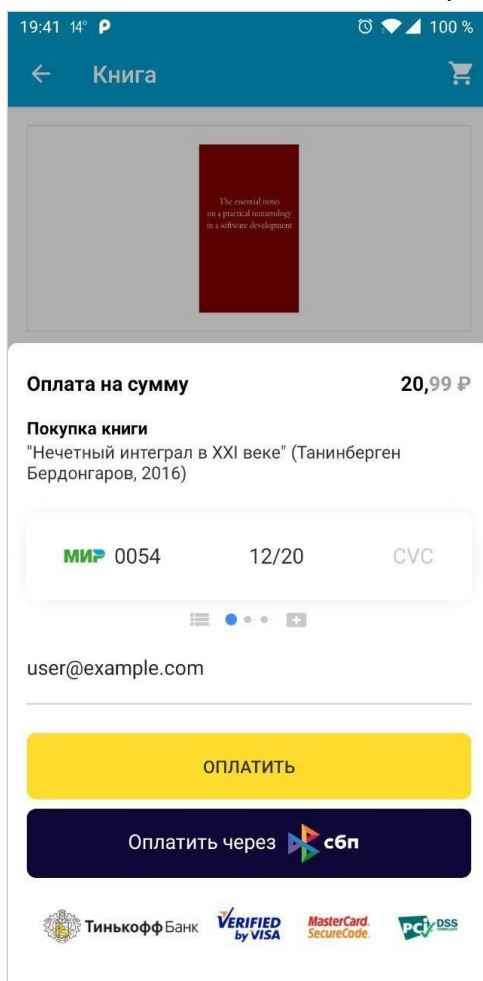 19:41 14° 100 %
Книга
The essential notes
on a practical numerology
in a software development
Оплата на сумму 20,99 ₽
Покупка книги
"Нечетный интеграл в XXI веке" (Танинберген
Бердонгаров, 2016)
МИР 0054 12/20 CVC
user@example.com
ОПЛАТИТЬ
Оплатить через сбп
Тинькофф Банк VERIFIED by VISA MasterCard. SecureCode. PCI DSS COMPLIANT